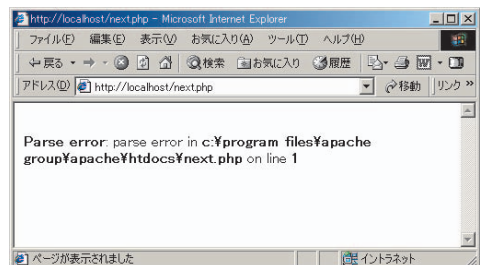 http://localhost/next.php - Microsoft Internet Explorer
ファイル(F) 編集(E) 表示(V) お気に入り(A) ツール(T) ヘルプ(H)
戻る 検索 お気に入り 履歴
アドレス(D) http://localhost/next.php 移動 リンク »
Parse error: parse error in c:¥program files¥apache
group¥apache¥htdocs¥next.php on line 1
ページが表示されました イントラネット